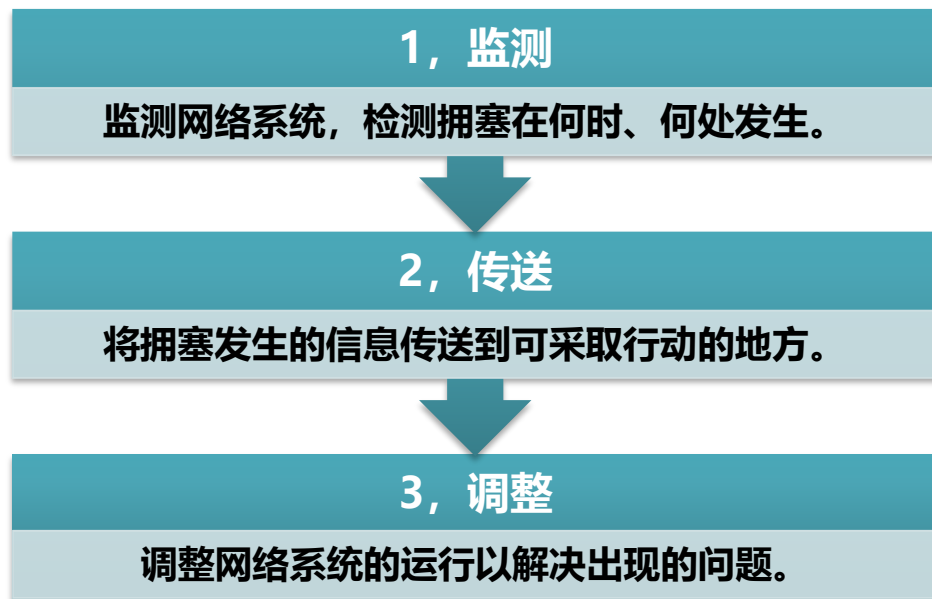 1，监测
监测网络系统，检测拥塞在何时、何处发生。
2，传送
将拥塞发生的信息传送到可采取行动的地方。
3，调整
调整网络系统的运行以解决出现的问题。